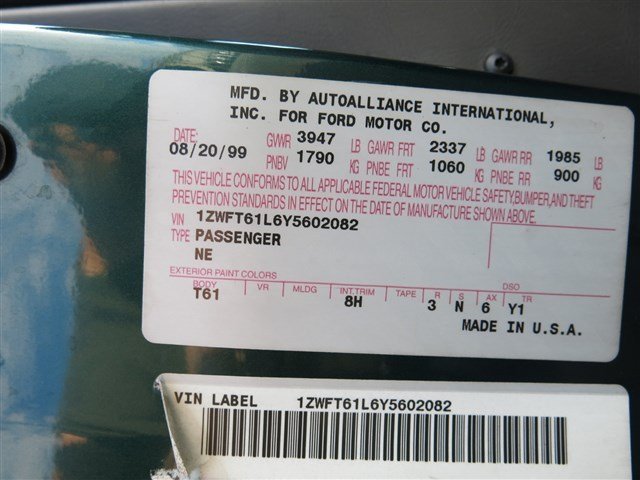 MFD. BY AUTOALLIANCE INTERNATIONAL,
INC. FOR FORD MOTOR CO.
DATE: GWWR 3947 LB GAWR FRT 2337 LB GAWR RR 1985 LB
08/20/99 PNBV 1790 KG PNBE FRT 1060 KG PNBE RR 900 KG
THIS VEHICLE CONFORMS TO ALL APPLICABLE FEDERAL MOTOR VEHICLE SAFETY,BUMPER,AND THEFT
PREVENTION STANDARDS IN EFFECT ON THE DATE OF MANUFACTURE SHOWN ABOVE.
VIN 1ZWFT61L6Y5602082
TYPE PASSENGER
NE
EXTERIOR PAINT COLORS DSO
BODY VR MLDG INT.TRIM TAPE R S AX TR
T61 8H 3 N 6 Y1
MADE IN U.S.A.
VIN LABEL 1ZWFT61L6Y5602082